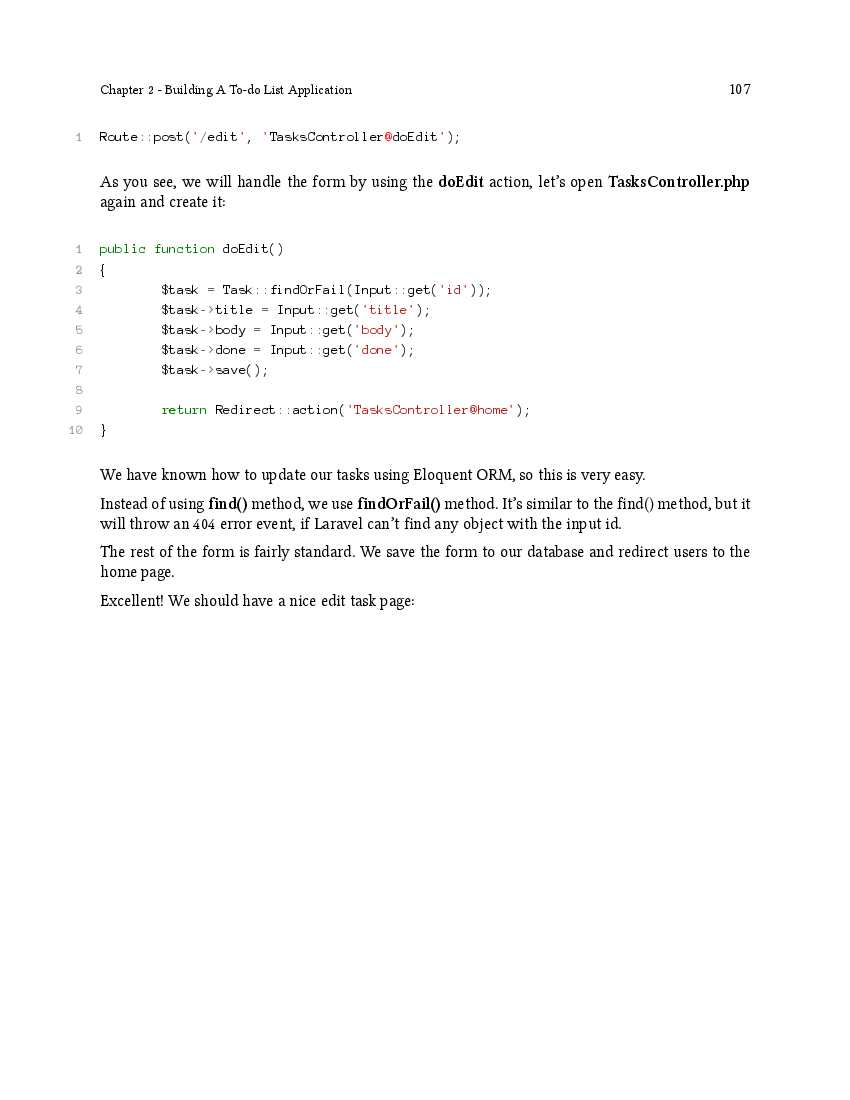 Chapter 2 - Building A To-do List Application 107
1 Route::post('/edit', 'TasksController@doEdit');
As you see, we will handle the form by using the doEdit action, let's open TasksController.php
again and create it:
1 public function doEdit()
2 {
3 $task = Task::findOrFail(Input::get('id'));
4 $task->title = Input::get('title');
5 $task->body = Input::get('body');
6 $task->done = Input::get('done');
7 $task->save();
8
9 return Redirect::action('TasksController@home');
10 }
We have known how to update our tasks using Eloquent ORM, so this is very easy.
Instead of using find() method, we use findOrFail() method. It's similar to the find() method, but it
will throw an 404 error event, if Laravel can't find any object with the input id.
The rest of the form is fairly standard. We save the form to our database and redirect users to the
home page.
Excellent! We should have a nice edit task page: